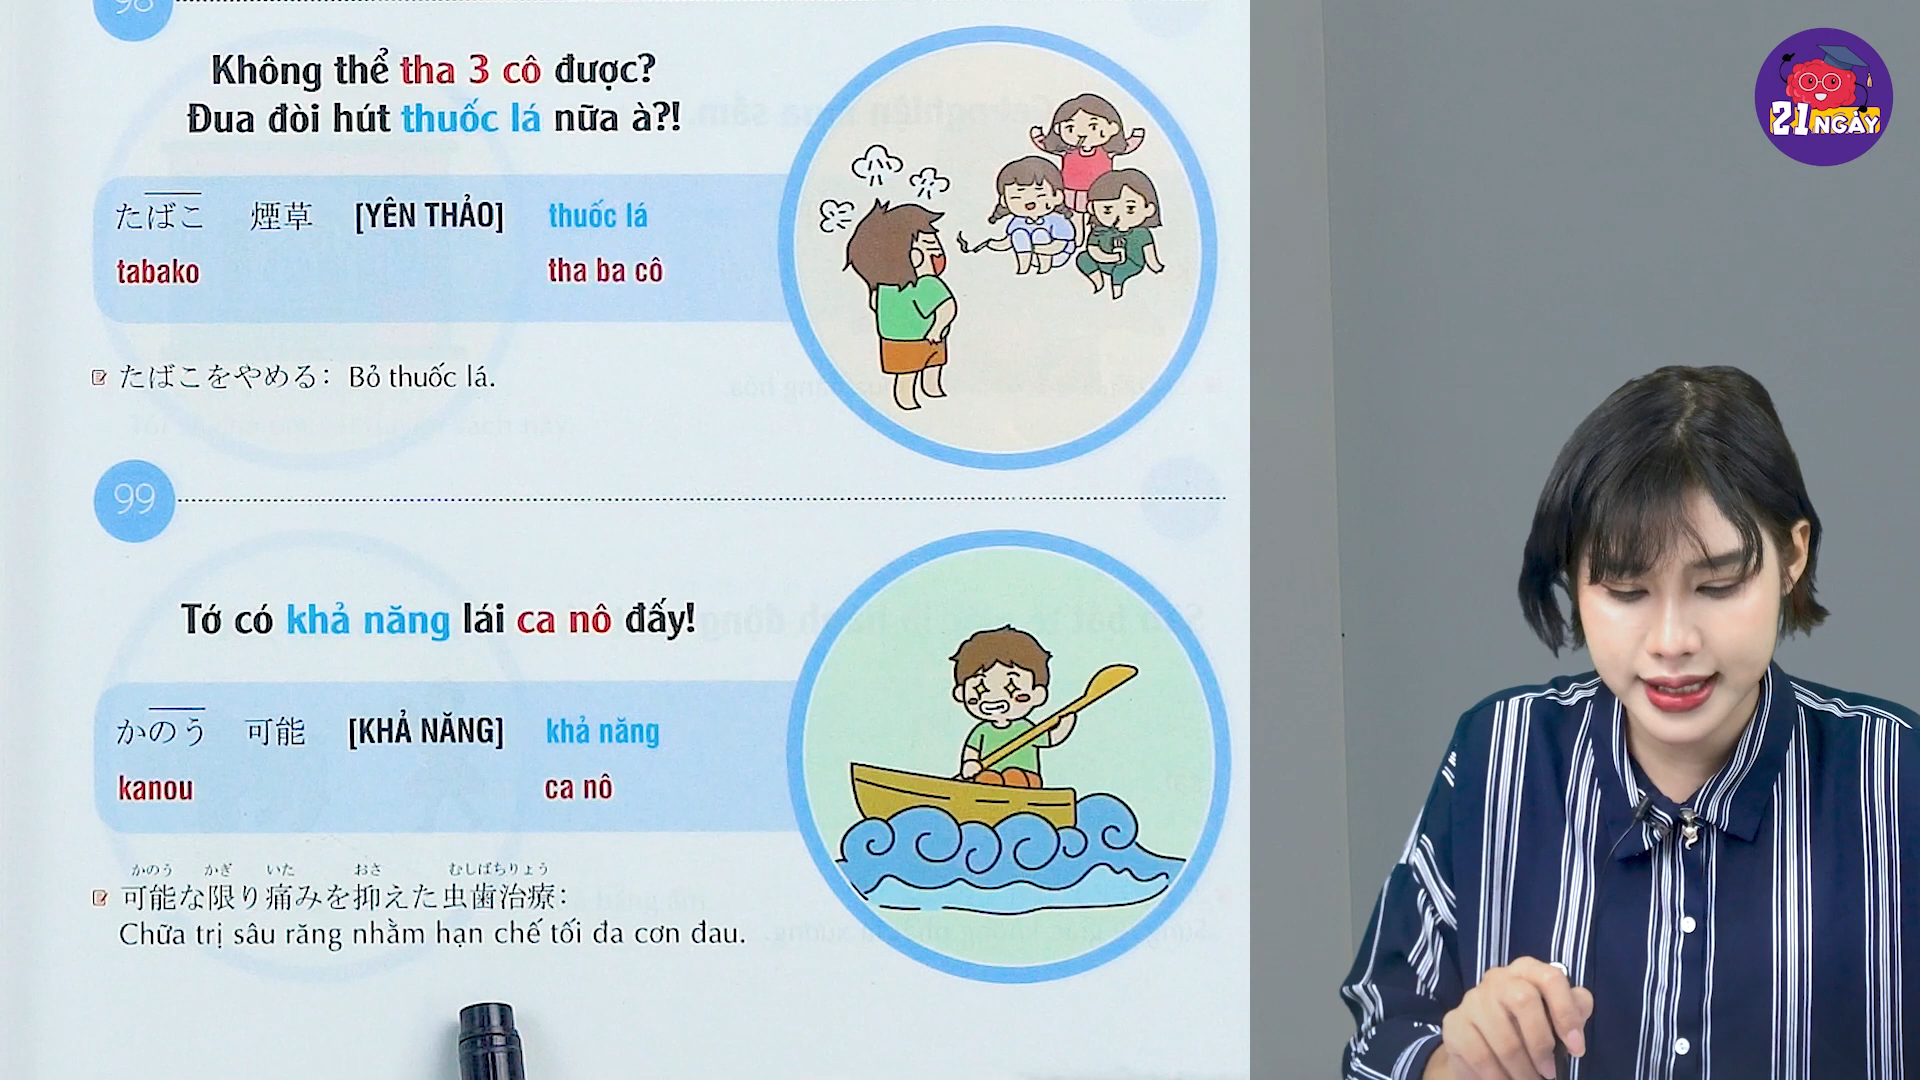 98
Không thể tha 3 cô được?
Đua đòi hút thuốc lá nữa à?!
たばこ 煙草 [YÊN THẢO] thuốc lá
tabako tha ba cô
たばこをやめる: Bỏ thuốc lá.
99
Tớ có khả năng lái ca nô đấy!
かのう 可能 [KHẢ NĂNG] khả năng
kanou ca nô
かのう かぎ いた おさ むしばちりょう
可能な限り痛みを抑えた虫歯治療:
Chữa trị sâu răng nhằm hạn chế tối đa cơn đau.
21 NGÀY